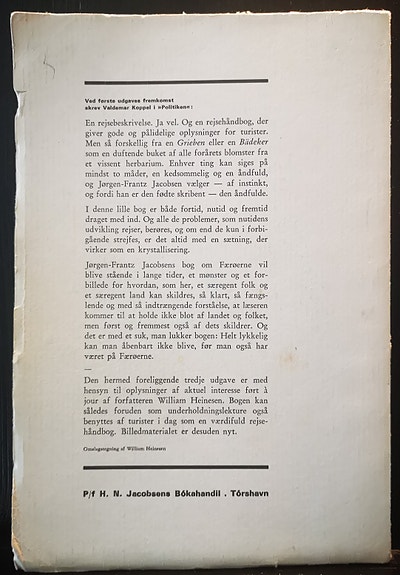 Ved første udgaves fremkomst
skrev Valdemar Koppel i »Politiken«:
En rejsebeskrivelse. Ja vel. Og en rejsehåndbog, der
giver gode og pålidelige oplysninger for turister.
Men så forskellig fra en Grieben eller en Bädeker
som en duftende buket af alle forårets blomster fra
et vissent herbarium. Enhver ting kan siges på
mindst to måder, en kedsommelig og en åndfuld,
og Jørgen-Frantz Jacobsen vælger — af instinkt,
og fordi han er den fødte skribent — den åndfulde.
I denne lille bog er både fortid, nutid og fremtid
draget med ind. Og alle de problemer, som nutidens
udvikling rejser, berøres, og om end de kun i forbi-
gående strejfes, er det altid med en sætning, der
virker som en krystallisering.
Jørgen-Frantz Jacobsens bog om Færøerne vil
blive stående i lange tider, et mønster og et for-
billede for hvordan, som her, et særegent folk og
et særegent land kan skildres, så klart, så fængs-
lende og med så indtrængende forståelse, at læseren
kommer til at holde ikke blot af landet og folket,
men først og fremmest også af dets skildrer. Og
det er med et suk, man lukker bogen: Helt lykkelig
kan man åbenbart ikke blive, før man også har
været på Færøerne.
—
Den hermed foreliggende tredje udgave er med
hensyn til oplysninger af aktuel interesse ført à
jour af forfatteren William Heinesen. Bogen kan
således foruden som underholdningslekture også
benyttes af turister i dag som en værdifuld rejse-
håndbog. Billedmaterialet er desuden nyt.
Omslagstegning af William Heinesen
P/f H. N. Jacobsens Bókahandil . Tórshavn